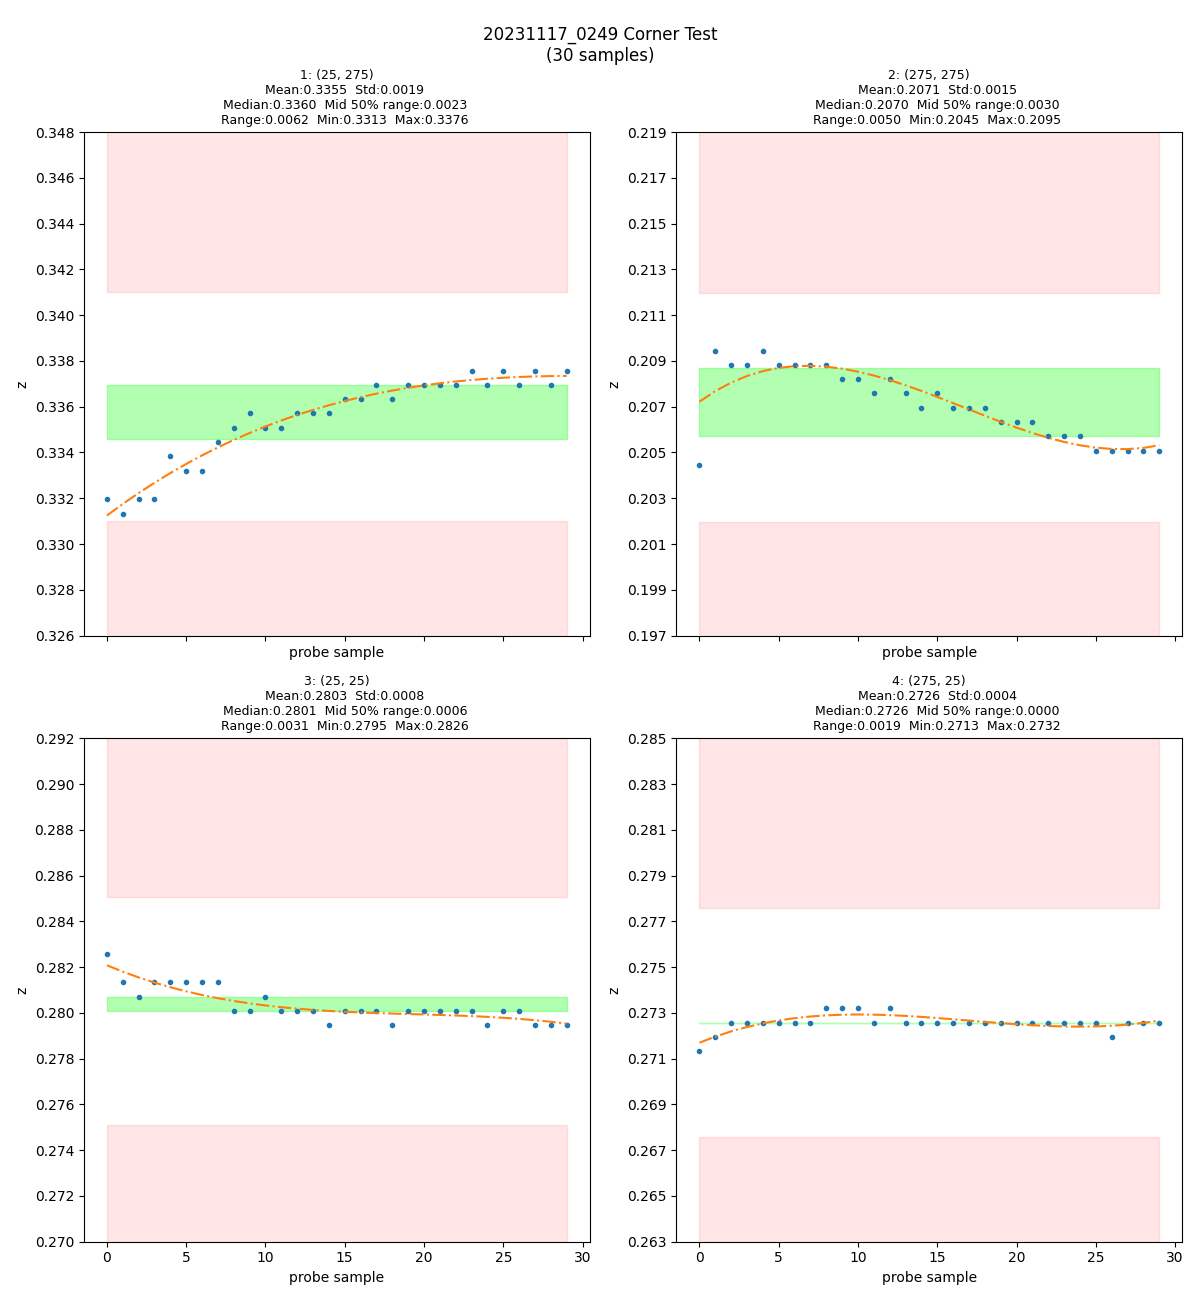 20231117_0249 Corner Test
(30 samples)
1: (25, 275)
Mean:0.3355 Std:0.0019
Median:0.3360 Mid 50% range:0.0023
Range:0.0062 Min:0.3313 Max:0.3376
0.348
0.346
0.344
0.342
0.340
0.338
0.336
0.334
0.332
0.330
0.328
0.326
z
probe sample
2: (275, 275)
Mean:0.2071 Std:0.0015
Median:0.2070 Mid 50% range:0.0030
Range:0.0050 Min:0.2045 Max:0.2095
0.219
0.217
0.215
0.213
0.211
0.209
0.207
0.205
0.203
0.201
0.199
0.197
z
probe sample
3: (25, 25)
Mean:0.2803 Std:0.0008
Median:0.2801 Mid 50% range:0.0006
Range:0.0031 Min:0.2795 Max:0.2826
0.292
0.290
0.288
0.286
0.284
0.282
0.280
0.278
0.276
0.274
0.272
0.270
z
0 5 10 15 20 25 30
probe sample
4: (275, 25)
Mean:0.2726 Std:0.0004
Median:0.2726 Mid 50% range:0.0000
Range:0.0019 Min:0.2713 Max:0.2732
0.285
0.283
0.281
0.279
0.277
0.275
0.273
0.271
0.269
0.267
0.265
0.263
z
0 5 10 15 20 25 30
probe sample